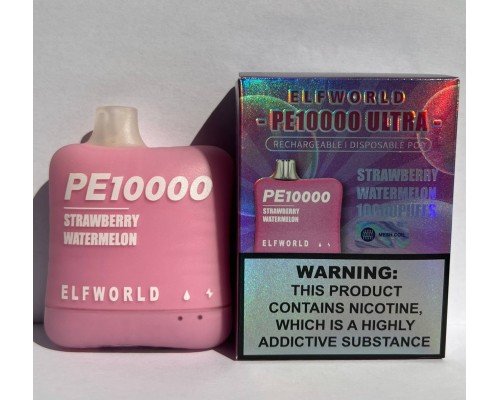 PE10000
STRAWBERRY
WATERMELON
ELFWORLD
ELFWORLD
- PE10000 ULTRA -
RECHARGEABLE | DISPOSABLE POD
STRAWBERRY
WATERMELON
10000PUFFS
MESH COIL
PE10000
STRAWBERRY
WATERMELON
ELFWORLD
WARNING:
THIS PRODUCT
CONTAINS NICOTINE,
WHICH IS A HIGHLY
ADDICTIVE SUBSTANCE